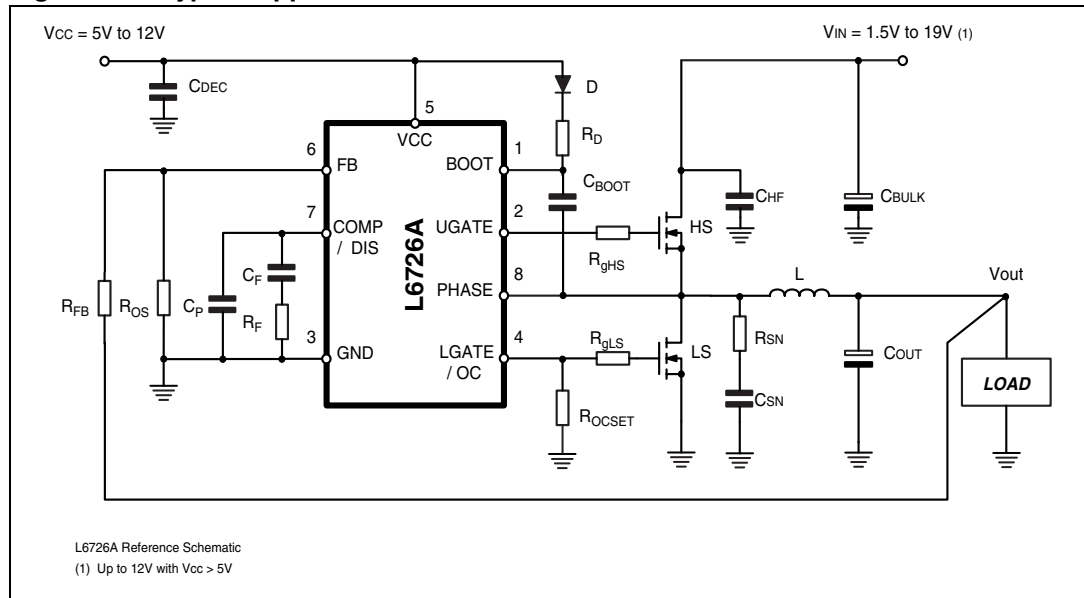 VCC = 5V to 12V
VIN = 1.5V to 19V (1)
CDEC
D
5
VCC
RD
6
FB
1
BOOT
CBOOT
CHF
CBULK
7
COMP
/ DIS
2
UGATE
HS
RgHS
L6726A
CF
8
PHASE
L
Vout
RFB
ROS
CP
RF
3
GND
4
LGATE
/ OC
RgLS
LS
RSN
COUT
LOAD
ROCSET
CSN
L6726A Reference Schematic
(1) Up to 12V with Vcc > 5V